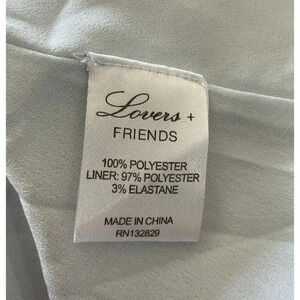 Lovers +
FRIENDS
100% POLYESTER
LINER: 97% POLYESTER
3% ELASTANE
MADE IN CHINA
RN132829